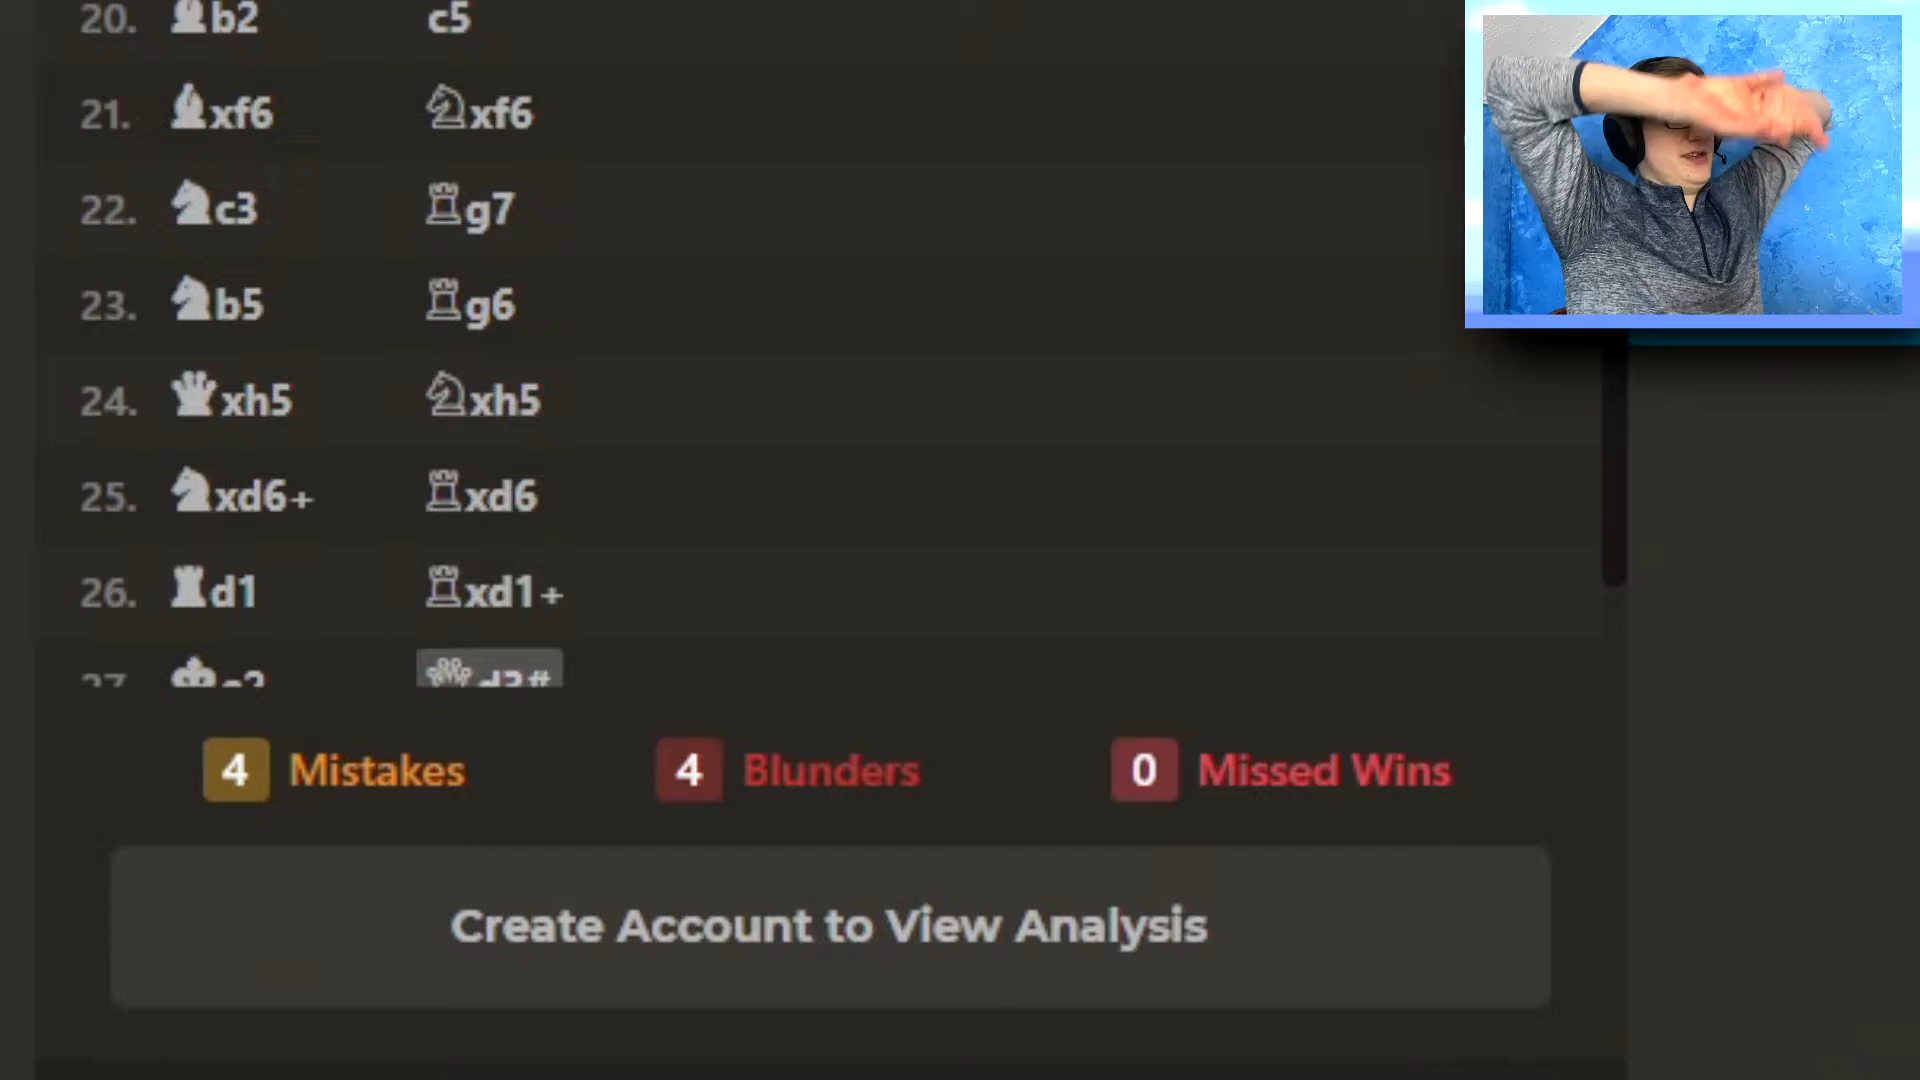 20. ♝b2 c5
21. ♝xf6 ♘xf6
22. ♞c3 ♖g7
23. ♞b5 ♖g6
24. ♛xh5 ♘xh5
25. ♞xd6+ ♖xd6
26. ♜d1 ♖xd1+
27
4 Mistakes 4 Blunders 0 Missed Wins
Create Account to View Analysis